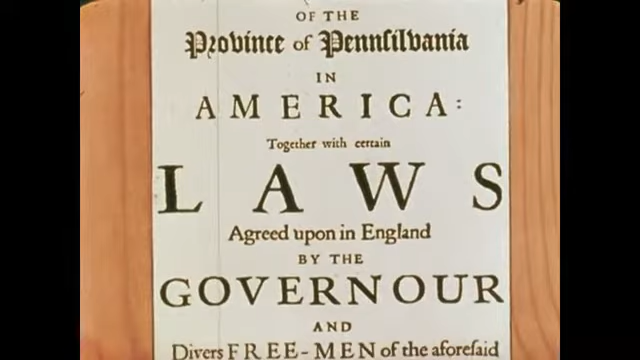 OF THE
Province of Pennſilvania
IN
AMERICA:
Together with certain
LAWS
Agreed upon in England
BY THE
GOVERNOUR
AND
Divers FREE-MEN of the aforeſaid